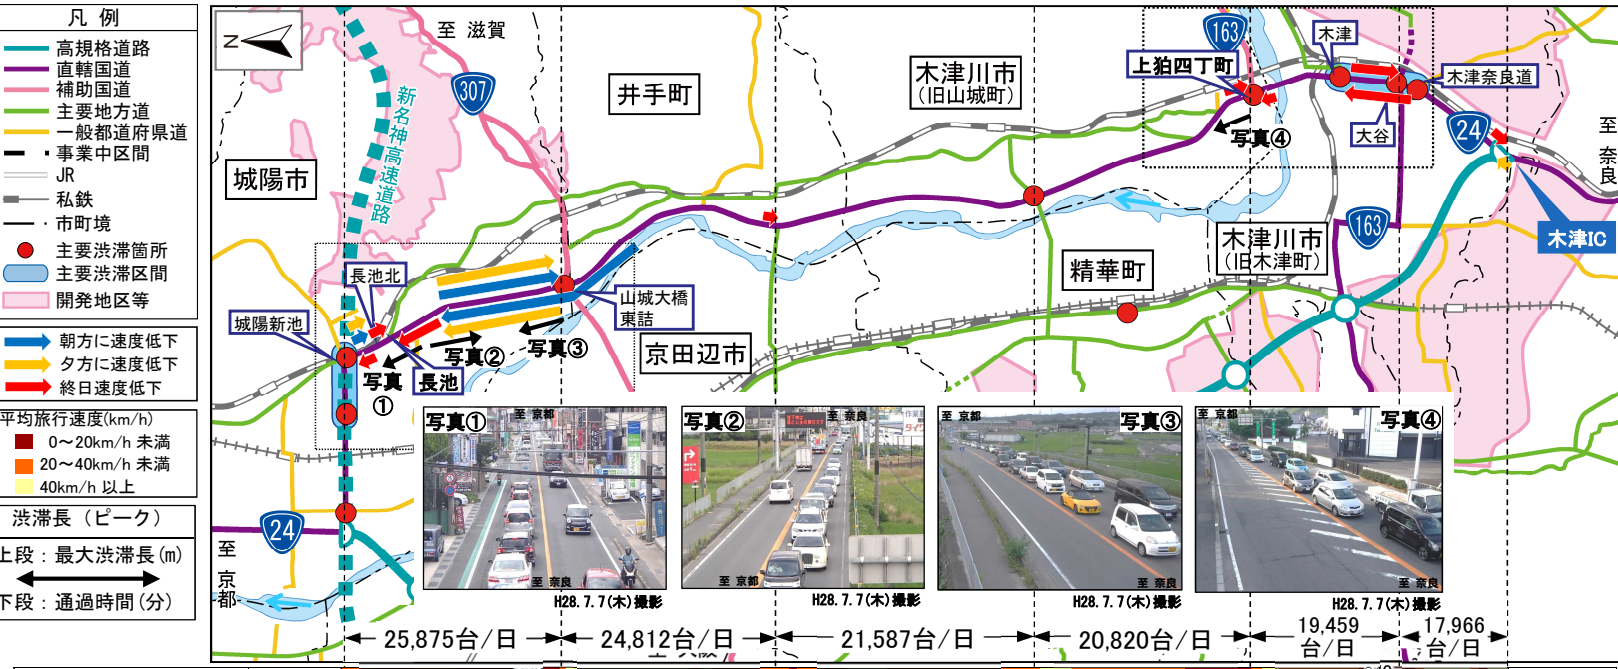 凡 例
高規格道路
直轄国道
補助国道
主要地方道
一般都道府県道
事業中区間
JR
私鉄
市町境
主要渋滞箇所
主要渋滞区間
開発地区等
朝方に速度低下
夕方に速度低下
終日速度低下
平均旅行速度(km/h)
0～20km/h 未満
20～40km/h 未満
40km/h 以上
渋滞長（ピーク）
上段：最大渋滞長(m)
下段：通過時間(分)
N
至 滋賀
307
新名神高速道路
城陽市
井手町
木津川市
（旧山城町）
163
木津
上狛四丁町
木津奈良道
大谷
写真④
24
至 奈良
木津IC
163
木津川市
（旧木津町）
精華町
京田辺市
長池北
城陽新池
山城大橋
東詰
写真③
写真②
写真
①
長池
24
至 京都
写真①
至 京都
至 奈良
H28.7.7(木)撮影
写真②
至 奈良
至 京都
H28.7.7(木)撮影
至 京都
写真③
至 奈良
H28.7.7(木)撮影
至 京都
写真④
至 奈良
H28.7.7(木)撮影
25,875台/日
24,812台/日
21,587台/日
20,820台/日
19,459
台/日
17,966
台/日